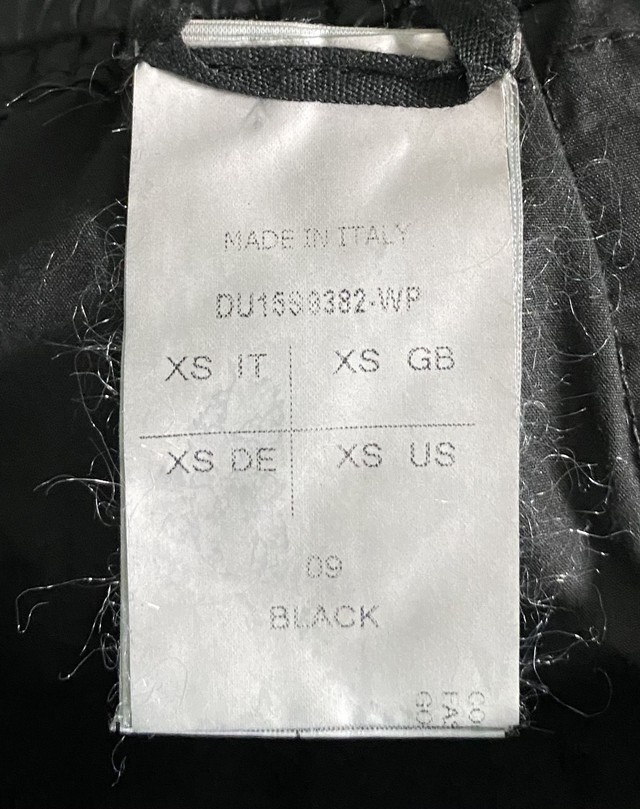 MADE IN ITALY
XS IT XS GB
XS DE XS US
09
BLACK